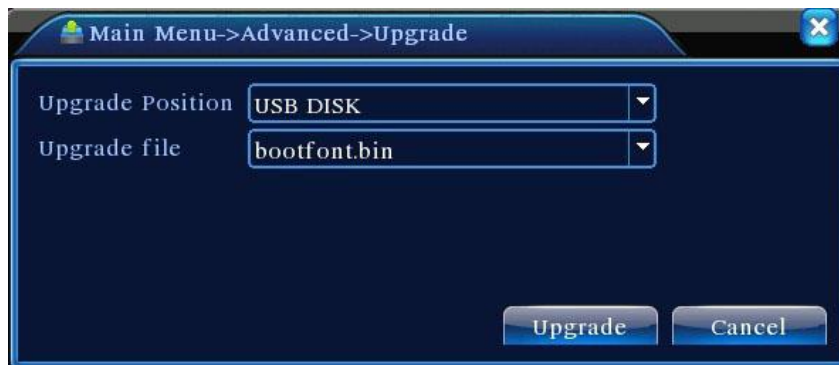 Main Menu->Advanced->Upgrade
Upgrade Position USB DISK
Upgrade file bootfont.bin
Upgrade Cancel